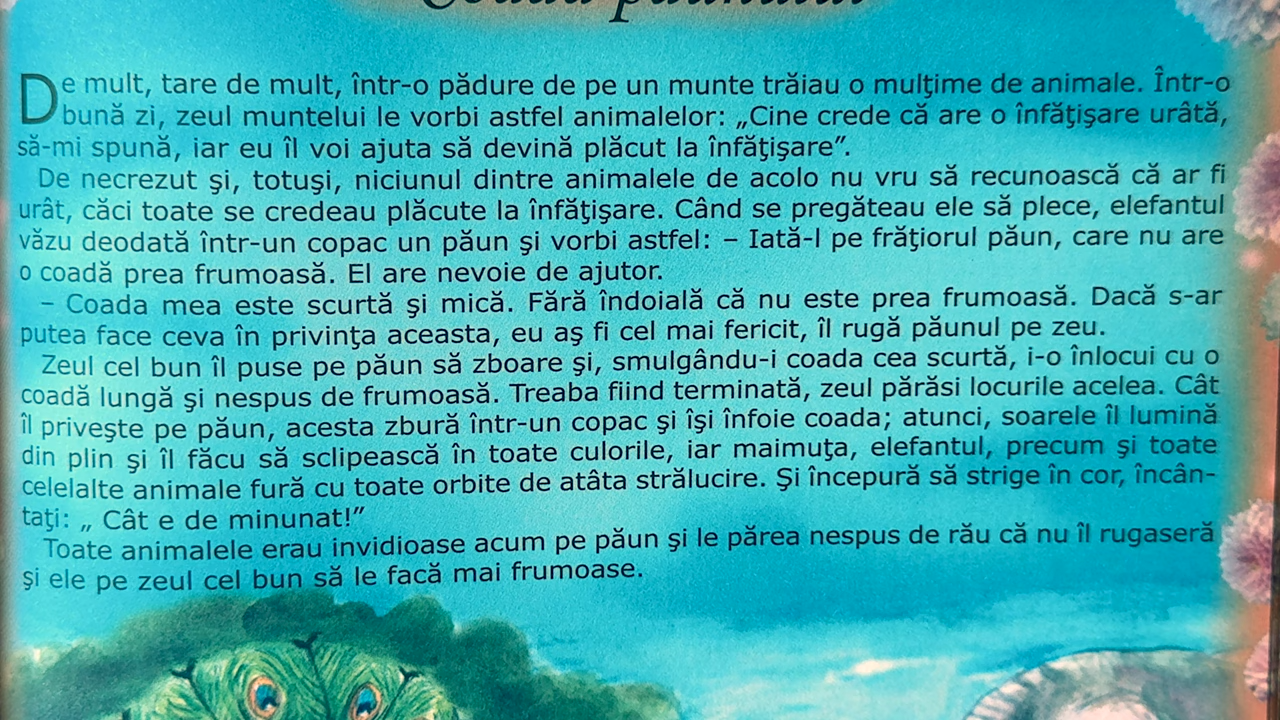 Coada păunului
De mult, tare de mult, într-o pădure de pe un munte trăiau o mulţime de animale. Într-o
bună zi, zeul muntelui le vorbi astfel animalelor: „Cine crede că are o înfăţişare urâtă,
să-mi spună, iar eu îl voi ajuta să devină plăcut la înfăţişare”.
De necrezut şi, totuşi, niciunul dintre animalele de acolo nu vru să recunoască că ar fi
urât, căci toate se credeau plăcute la înfăţişare. Când se pregăteau ele să plece, elefantul
văzu deodată într-un copac un păun şi vorbi astfel: – Iată-l pe frăţiorul păun, care nu are
o coadă prea frumoasă. El are nevoie de ajutor.
– Coada mea este scurtă şi mică. Fără îndoială că nu este prea frumoasă. Dacă s-ar
putea face ceva în privinţa aceasta, eu aş fi cel mai fericit, îl rugă păunul pe zeu.
Zeul cel bun îl puse pe păun să zboare şi, smulgându-i coada cea scurtă, i-o înlocui cu o
coadă lungă şi nespus de frumoasă. Treaba fiind terminată, zeul părăsi locurile acelea. Cât
îl priveşte pe păun, acesta zbură într-un copac şi îşi înfoie coada; atunci, soarele îl lumină
din plin şi îl făcu să sclipească în toate culorile, iar maimuţa, elefantul, precum şi toate
celelalte animale fură cu toate orbite de atâta strălucire. Şi începură să strige în cor, încân-
taţi: „ Cât e de minunat!”
Toate animalele erau invidioase acum pe păun şi le părea nespus de rău că nu îl rugaseră
şi ele pe zeul cel bun să le facă mai frumoase.